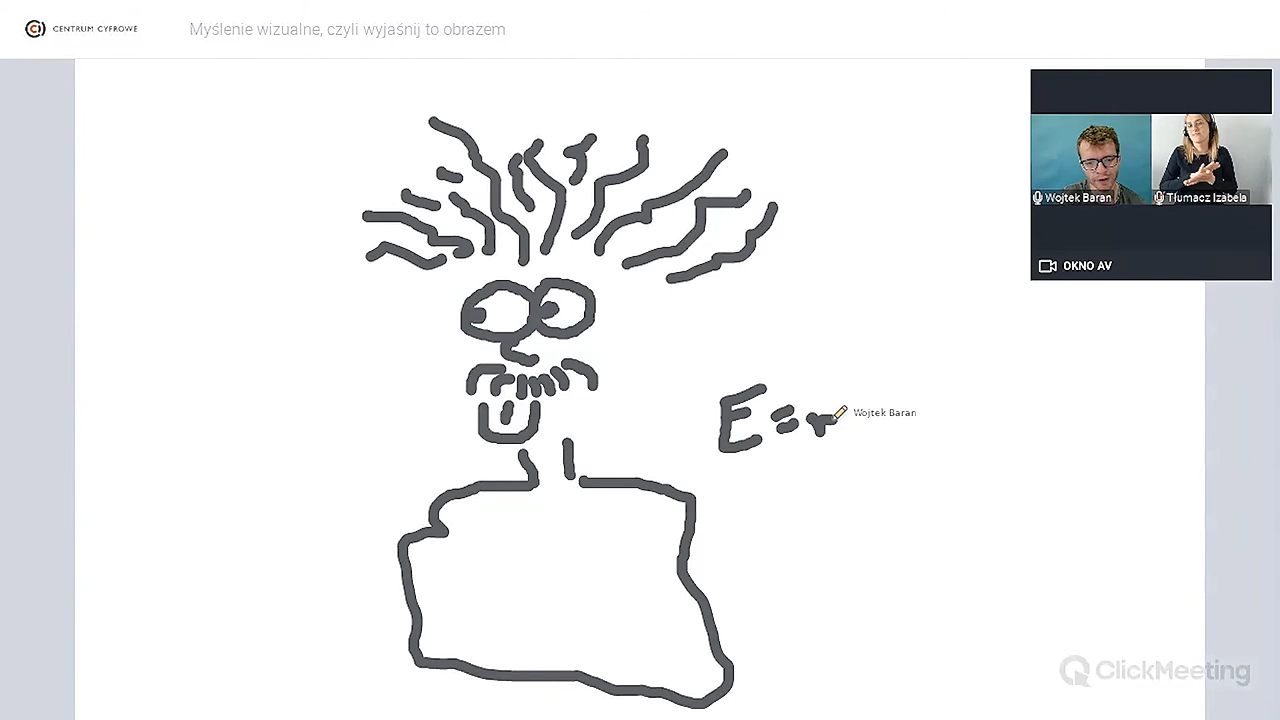 CENTRUM CYFROWE
Myślenie wizualne, czyli wyjaśnij to obrazem
Wojtek Baran
Tłumacz Izabela
OKNO AV
E=
Wojtek Baran
ClickMeeting